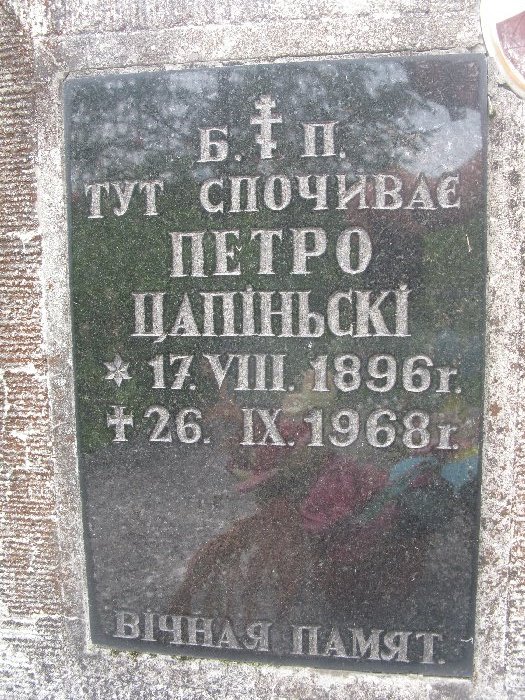 Б. П.
ТУТ СПОЧИВАЄ
ПЕТРО
ЦАПІНЬСКІ
17. VIII. 1896г.
26. IX. 1968г.
ВІЧНАЯ ПАМЯТ.